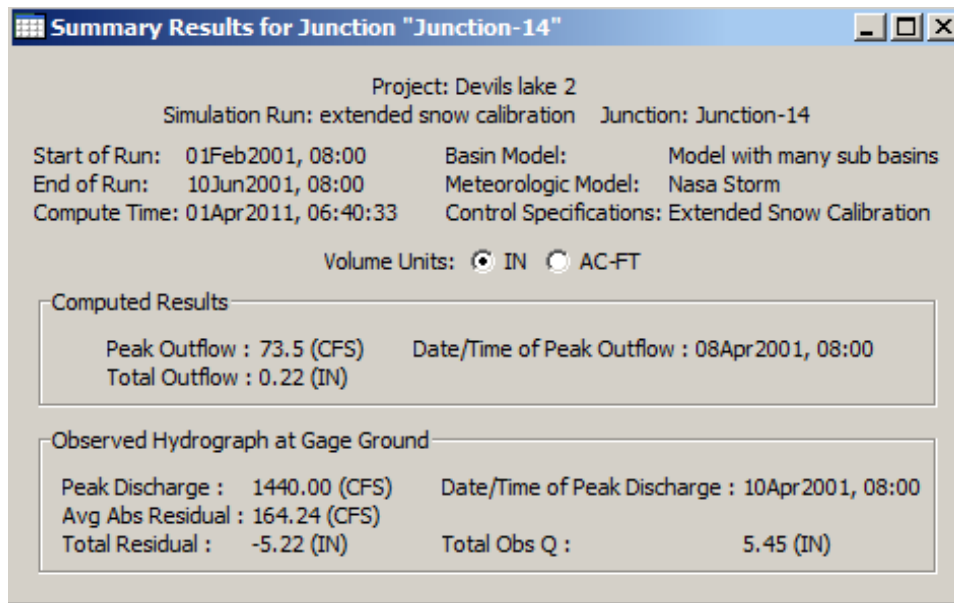 Summary Results for Junction "Junction-14"
Project: Devils lake 2
Simulation Run: extended snow calibration Junction: Junction-14
Start of Run: 01Feb2001, 08:00 Basin Model: Model with many sub basins
End of Run: 10Jun2001, 08:00 Meteorologic Model: Nasa Storm
Compute Time: 01Apr2011, 06:40:33 Control Specifications: Extended Snow Calibration
Volume Units: IN AC-FT
Computed Results
Peak Outflow : 73.5 (CFS) Date/Time of Peak Outflow : 08Apr2001, 08:00
Total Outflow : 0.22 (IN)
Observed Hydrograph at Gage Ground
Peak Discharge : 1440.00 (CFS) Date/Time of Peak Discharge : 10Apr2001, 08:00
Avg Abs Residual : 164.24 (CFS)
Total Residual : -5.22 (IN) Total Obs Q : 5.45 (IN)